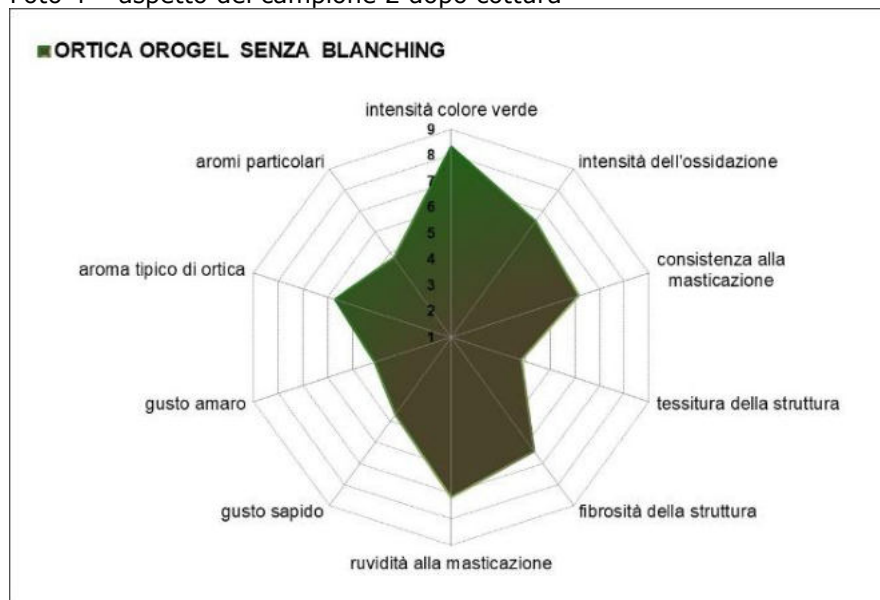 ORTICA OROGEL SENZA BLANCHING
intensità colore verde
9
aromi particolari
intensità dell'ossidazione
8
7
6
5
aroma tipico di ortica
consistenza alla
masticazione
4
3
2
1
gusto amaro
tessitura della struttura
gusto sapido
fibrosità della struttura
ruvidità alla masticazione